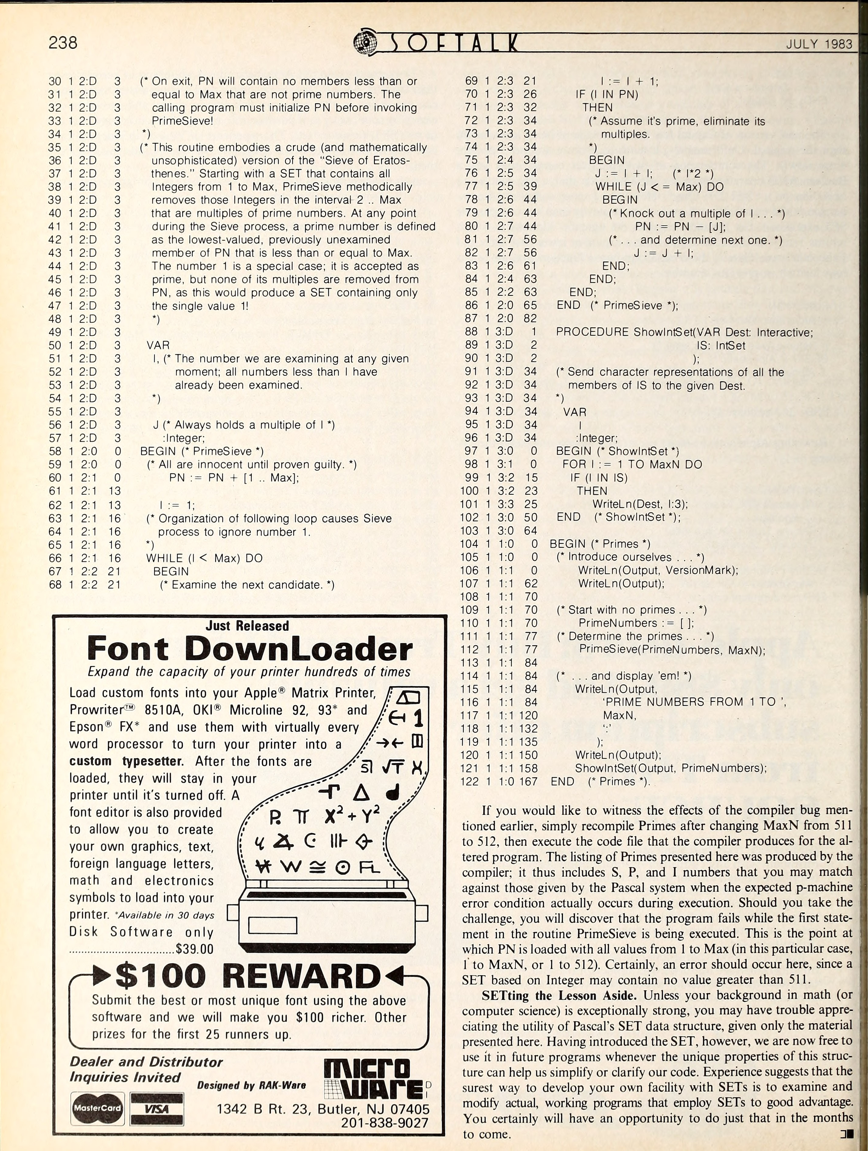 238
SOFTALK
JULY 1983
30 1 2:D 3 (* On exit, PN will contain no members less than or
31 1 2:D 3 equal to Max that are not prime numbers. The
32 1 2:D 3 calling program must initialize PN before invoking
33 1 2:D 3 PrimeSieve!
34 1 2:D 3 *)
35 1 2:D 3 (* This routine embodies a crude (and mathematically
36 1 2:D 3 unsophisticated) version of the "Sieve of Eratos-
37 1 2:D 3 thenes." Starting with a SET that contains all
38 1 2:D 3 Integers from 1 to Max, PrimeSieve methodically
39 1 2:D 3 removes those Integers in the interval 2 .. Max
40 1 2:D 3 that are multiples of prime numbers. At any point
41 1 2:D 3 during the Sieve process, a prime number is defined
42 1 2:D 3 as the lowest-valued, previously unexamined
43 1 2:D 3 member of PN that is less than or equal to Max.
44 1 2:D 3 The number 1 is a special case; it is accepted as
45 1 2:D 3 prime, but none of its multiples are removed from
46 1 2:D 3 PN, as this would produce a SET containing only
47 1 2:D 3 the single value 1!
48 1 2:D 3 *)
49 1 2:D 3
50 1 2:D 3 VAR
51 1 2:D 3 I, (* The number we are examining at any given
52 1 2:D 3 moment; all numbers less than I have
53 1 2:D 3 already been examined.
54 1 2:D 3 *)
55 1 2:D 3
56 1 2:D 3 J (* Always holds a multiple of I *)
57 1 2:D 3 :Integer;
58 1 2:0 0 BEGIN (* PrimeSieve *)
59 1 2:0 0 (* All are innocent until proven guilty. *)
60 1 2:1 0 PN := PN + [1 .. Max];
61 1 2:1 13
62 1 2:1 13 I := 1;
63 1 2:1 16 (* Organization of following loop causes Sieve
64 1 2:1 16 process to ignore number 1.
65 1 2:1 16 *)
66 1 2:1 16 WHILE (I < Max) DO
67 1 2:2 21 BEGIN
68 1 2:2 21 (* Examine the next candidate. *)
69 1 2:3 21 I := I + 1;
70 1 2:3 26 IF (I IN PN)
71 1 2:3 32 THEN
72 1 2:3 34 (* Assume it's prime, eliminate its
73 1 2:3 34 multiples.
74 1 2:3 34 *)
75 1 2:4 34 BEGIN
76 1 2:5 34 J := I + I; (* I*2 *)
77 1 2:5 39 WHILE (J < = Max) DO
78 1 2:6 44 BEGIN
79 1 2:6 44 (* Knock out a multiple of I . . . *)
80 1 2:7 44 PN := PN − [J];
81 1 2:7 56 (* . . . and determine next one. *)
82 1 2:7 56 J := J + I;
83 1 2:6 61 END;
84 1 2:4 63 END;
85 1 2:2 63 END;
86 1 2:0 65 END (* PrimeSieve *);
87 1 2:0 82
88 1 3:D 1 PROCEDURE ShowIntSet(VAR Dest: Interactive;
89 1 3:D 2 IS: IntSet
90 1 3:D 2 );
91 1 3:D 34 (* Send character representations of all the
92 1 3:D 34 members of IS to the given Dest.
93 1 3:D 34 *)
94 1 3:D 34 VAR
95 1 3:D 34 I
96 1 3:D 34 :Integer;
97 1 3:0 0 BEGIN (* ShowIntSet *)
98 1 3:1 0 FOR I := 1 TO MaxN DO
99 1 3:2 15 IF (I IN IS)
100 1 3:2 23 THEN
101 1 3:3 25 WriteLn(Dest, I:3);
102 1 3:0 50 END (* ShowIntSet *);
103 1 3:0 64
104 1 1:0 0 BEGIN (* Primes *)
105 1 1:0 0 (* Introduce ourselves . . . *)
106 1 1:1 0 WriteLn(Output, VersionMark);
107 1 1:1 62 WriteLn(Output);
108 1 1:1 70
109 1 1:1 70 (* Start with no primes . . . *)
110 1 1:1 70 PrimeNumbers := [ ];
111 1 1:1 77 (* Determine the primes . . . *)
112 1 1:1 77 PrimeSieve(PrimeNumbers, MaxN);
113 1 1:1 84
114 1 1:1 84 (* . . . and display 'em! *)
115 1 1:1 84 WriteLn(Output,
116 1 1:1 84 'PRIME NUMBERS FROM 1 TO ',
117 1 1:1 120 MaxN,
118 1 1:1 132 ':'
119 1 1:1 135 );
120 1 1:1 150 WriteLn(Output);
121 1 1:1 158 ShowIntSet(Output, PrimeNumbers);
122 1 1:0 167 END (* Primes *).
If you would like to witness the effects of the compiler bug men-
tioned earlier, simply recompile Primes after changing MaxN from 511
to 512, then execute the code file that the compiler produces for the al-
tered program. The listing of Primes presented here was produced by the
compiler; it thus includes S, P, and I numbers that you may match
against those given by the Pascal system when the expected p-machine
error condition actually occurs during execution. Should you take the
challenge, you will discover that the program fails while the first state-
ment in the routine PrimeSieve is being executed. This is the point at
which PN is loaded with all values from 1 to Max (in this particular case,
1 to MaxN, or 1 to 512). Certainly, an error should occur here, since a
SET based on Integer may contain no value greater than 511.
SETting the Lesson Aside. Unless your background in math (or
computer science) is exceptionally strong, you may have trouble appre-
ciating the utility of Pascal's SET data structure, given only the material
presented here. Having introduced the SET, however, we are now free to
use it in future programs whenever the unique properties of this struc-
ture can help us simplify or clarify our code. Experience suggests that the
surest way to develop your own facility with SETs is to examine and
modify actual, working programs that employ SETs to good advantage.
You certainly will have an opportunity to do just that in the months
to come.
Just Released
Font DownLoader
Expand the capacity of your printer hundreds of times
Load custom fonts into your Apple® Matrix Printer,
Prowriter™ 8510A, OKI® Microline 92, 93* and
Epson® FX* and use them with virtually every
word processor to turn your printer into a
custom typesetter. After the fonts are
loaded, they will stay in your
printer until it's turned off. A
font editor is also provided
to allow you to create
your own graphics, text,
foreign language letters,
math and electronics
symbols to load into your
printer. *Available in 30 days
Disk Software only
..............................$39.00
X² + Y²
$100 REWARD
Submit the best or most unique font using the above
software and we will make you $100 richer. Other
prizes for the first 25 runners up.
Dealer and Distributor
Inquiries Invited
Designed by RAK-Ware
MICRO
WARE
D
I
MasterCard
VISA
1342 B Rt. 23, Butler, NJ 07405
201-838-9027